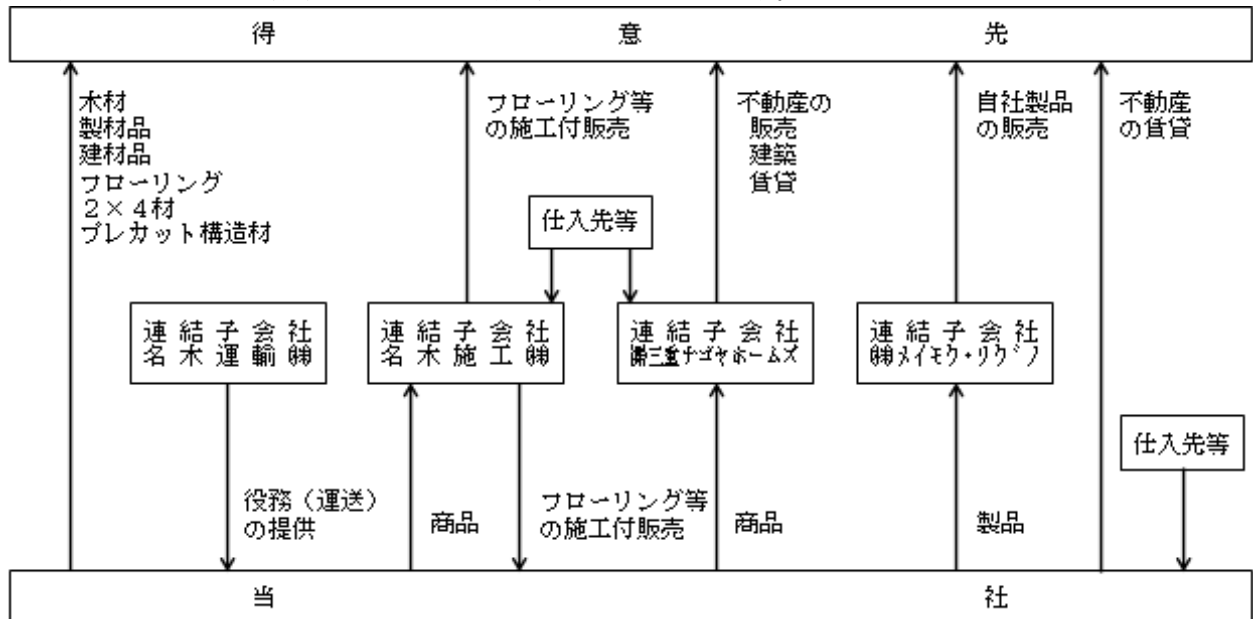 得意先
木材
製材品
建材品
フローリング
2×4材
プレカット構造材
フローリング等
の施工付販売
不動産の
販売
建築
賃貸
自社製品
の販売
不動産
の賃貸
仕入先等
連結子会社
名木運輸㈱
連結子会社
名木施工㈱
連結子会社
三重ナゴヤホームズ
連結子会社
㈱メイモク・リグノ
仕入先等
役務(運送)
の提供
商品
フローリング等
の施工付販売
商品
製品
当社